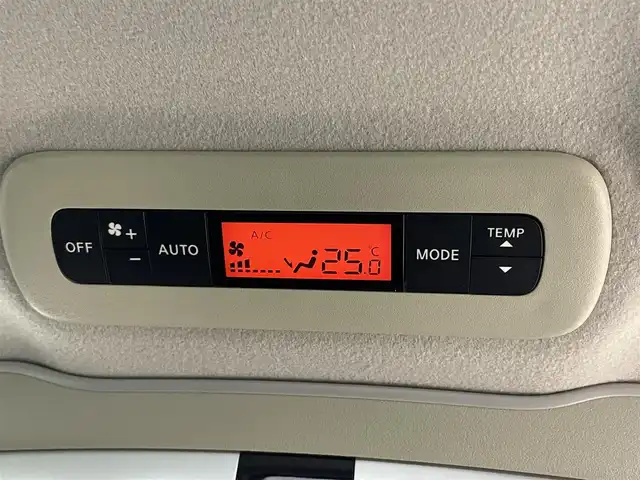 OFF
+
-
AUTO
A/C
25.0 °C
MODE
TEMP